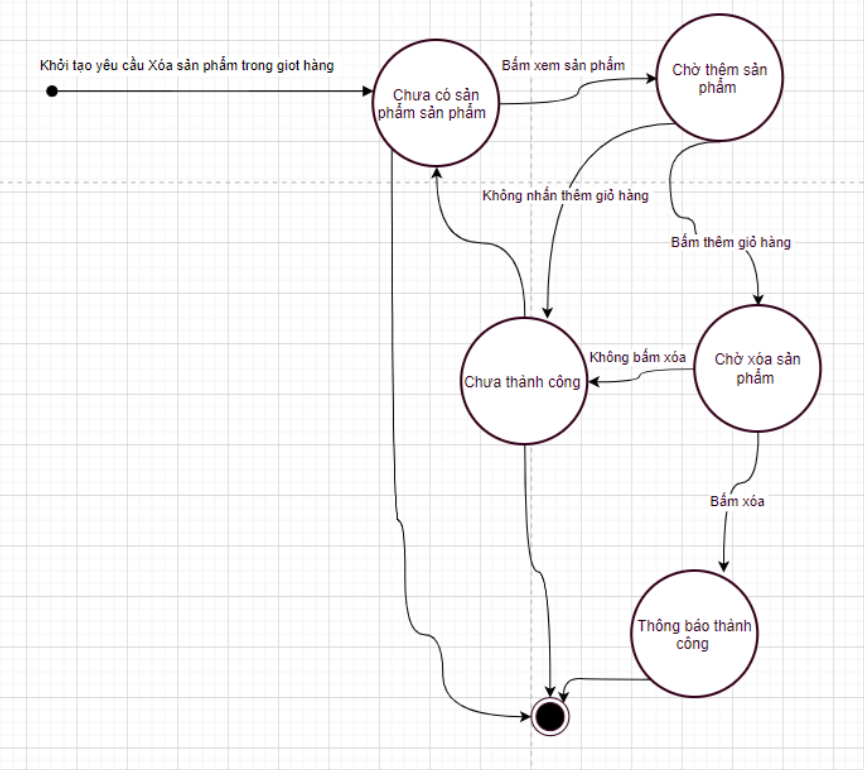 Khởi tạo yêu cầu Xóa sản phẩm trong giot hàng
Chưa có sản
phẩm sản phẩm
Bấm xem sản phẩm
Chờ thêm sản
phẩm
Không nhấn thêm giỏ hàng
Bấm thêm giỏ hàng
Chưa thành công
Không bấm xóa
Chờ xóa sản
phẩm
Bấm xóa
Thông báo thành
công